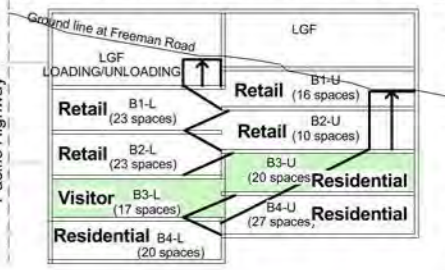 Ground line at Freeman Road
LGF
LOADING/UNLOADING
LGF
Retail B1-L
(23 spaces)
Retail B1-U
(16 spaces)
Retail B2-L
(23 spaces)
Retail B2-U
(10 spaces)
Visitor B3-L
(17 spaces)
B3-U
(20 spaces) Residential
Residential B4-L
(20 spaces)
B4-U
(27 spaces) Residential
Pacific Highway